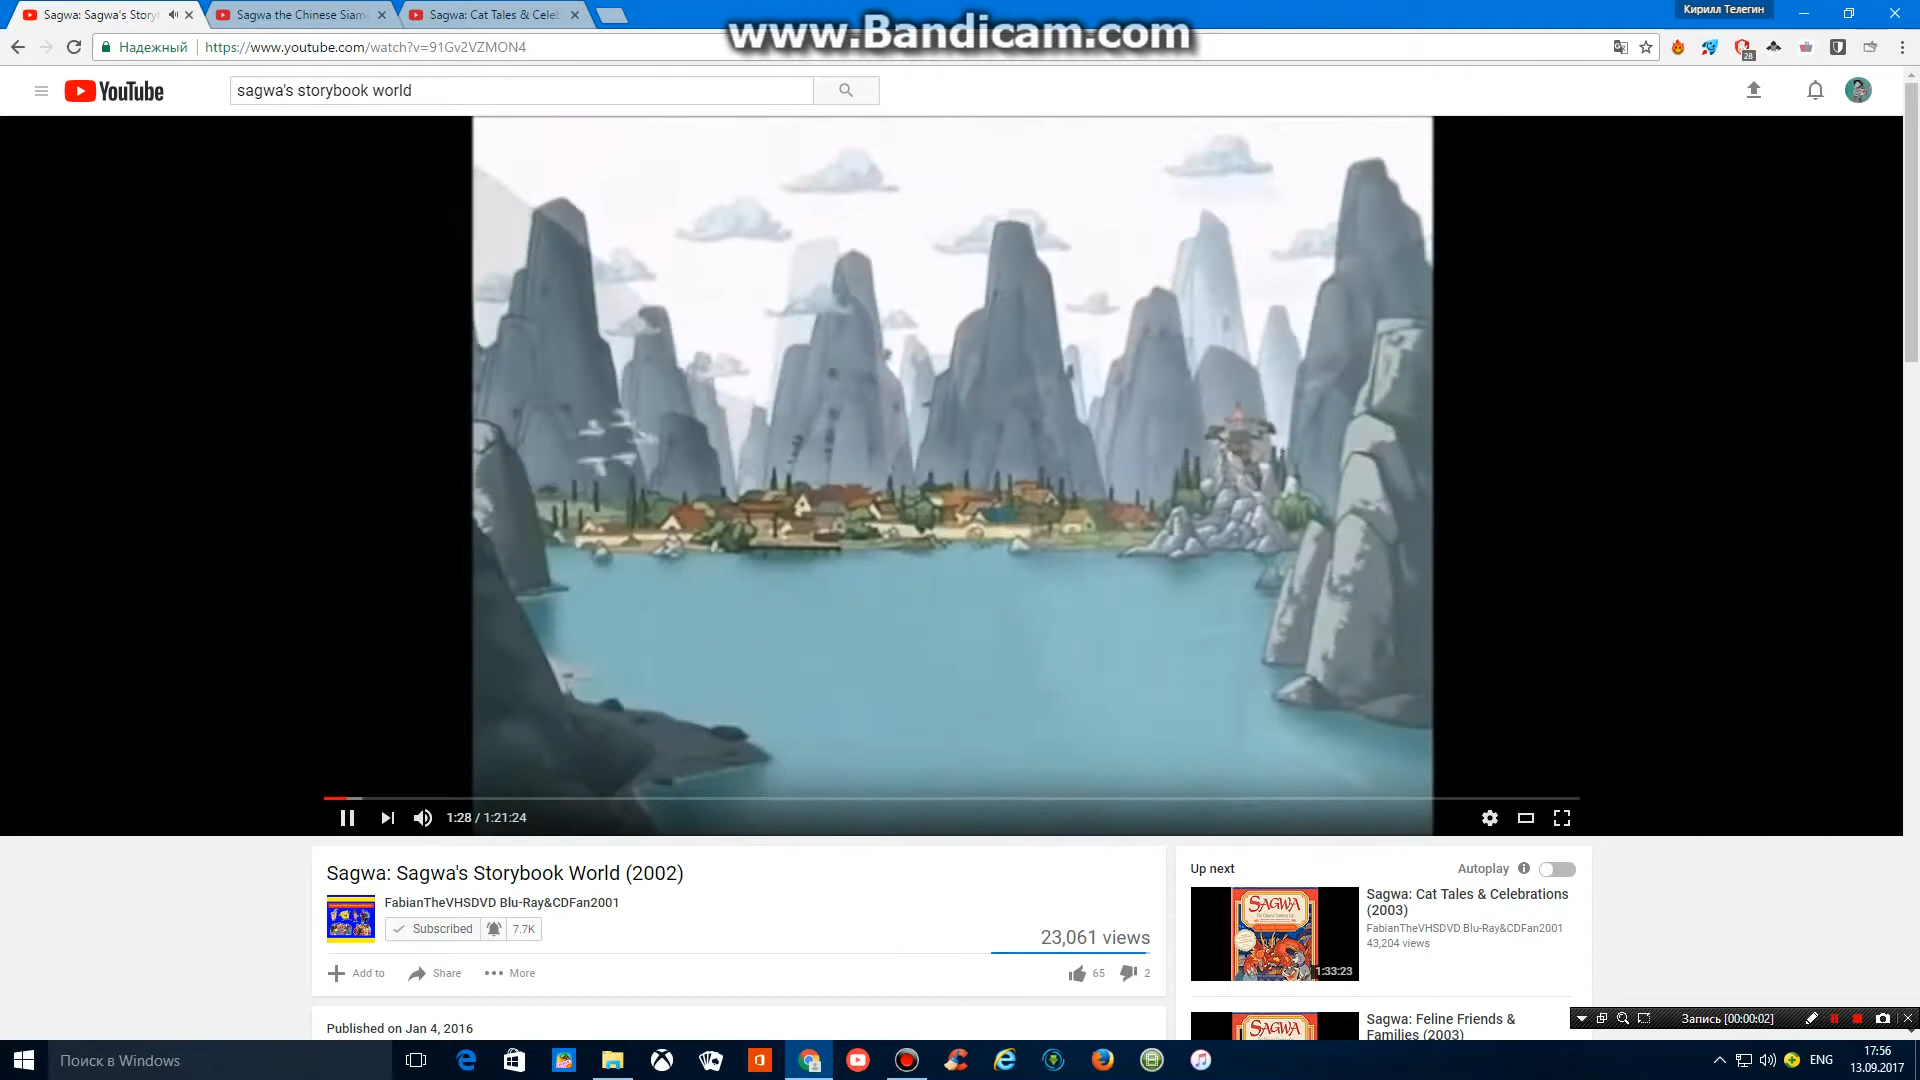 Sagwa: Sagwa's Story
Sagwa the Chinese Siam
Sagwa: Cat Tales & Celeb
www.Bandicam.com
Кирилл Телегин
Надежный
https://www.youtube.com/watch?v=91Gv2VZMON4
28
YouTube
sagwa's storybook world
1:28 / 1:21:24
Sagwa: Sagwa's Storybook World (2002)
FabianTheVHSDVD Blu-Ray&CDFan2001
Subscribed
7.7K
23,061 views
Add to
Share
More
65
2
Published on Jan 4, 2016
Up next
Autoplay
SAGWA
1:33:23
Sagwa: Cat Tales & Celebrations
(2003)
FabianTheVHSDVD Blu-Ray&CDFan2001
43,204 views
SAGWA
Sagwa: Feline Friends &
Families (2003)
Запись [00:00:02]
Поиск в Windows
ENG
17:56
13.09.2017